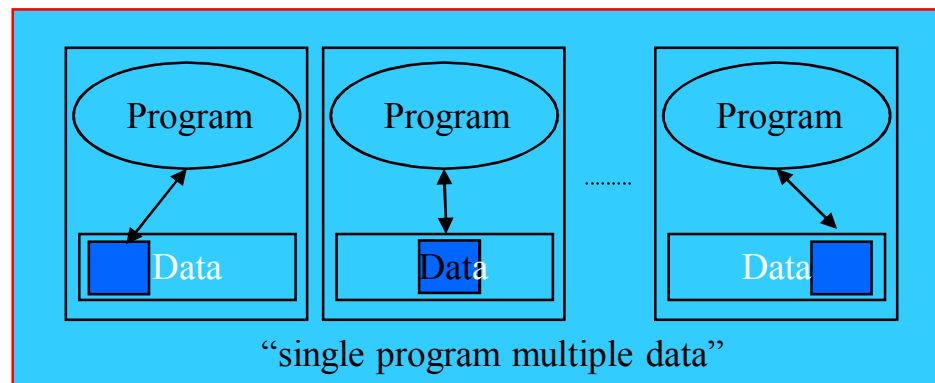 Program Program Program
.........
Data Data Data
“single program multiple data”